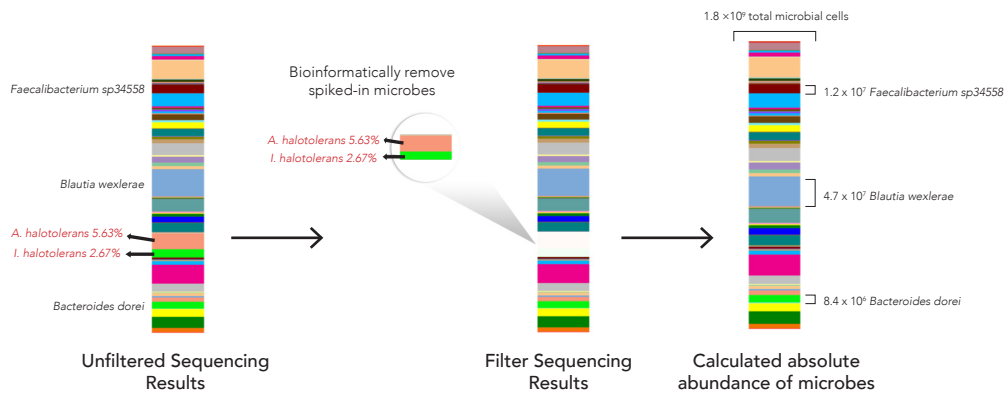 1.8 ×10⁹ total microbial cells
Bioinformatically remove
spiked-in microbes
Faecalibacterium sp34558
A. halotolerans 5.63%
I. halotolerans 2.67%
1.2 x 10⁷ Faecalibacterium sp34558
Blautia wexlerae
4.7 x 10⁷ Blautia wexlerae
A. halotolerans 5.63%
I. halotolerans 2.67%
Bacteroides dorei
8.4 x 10⁶ Bacteroides dorei
Unfiltered Sequencing
Results
Filter Sequencing
Results
Calculated absolute
abundance of microbes